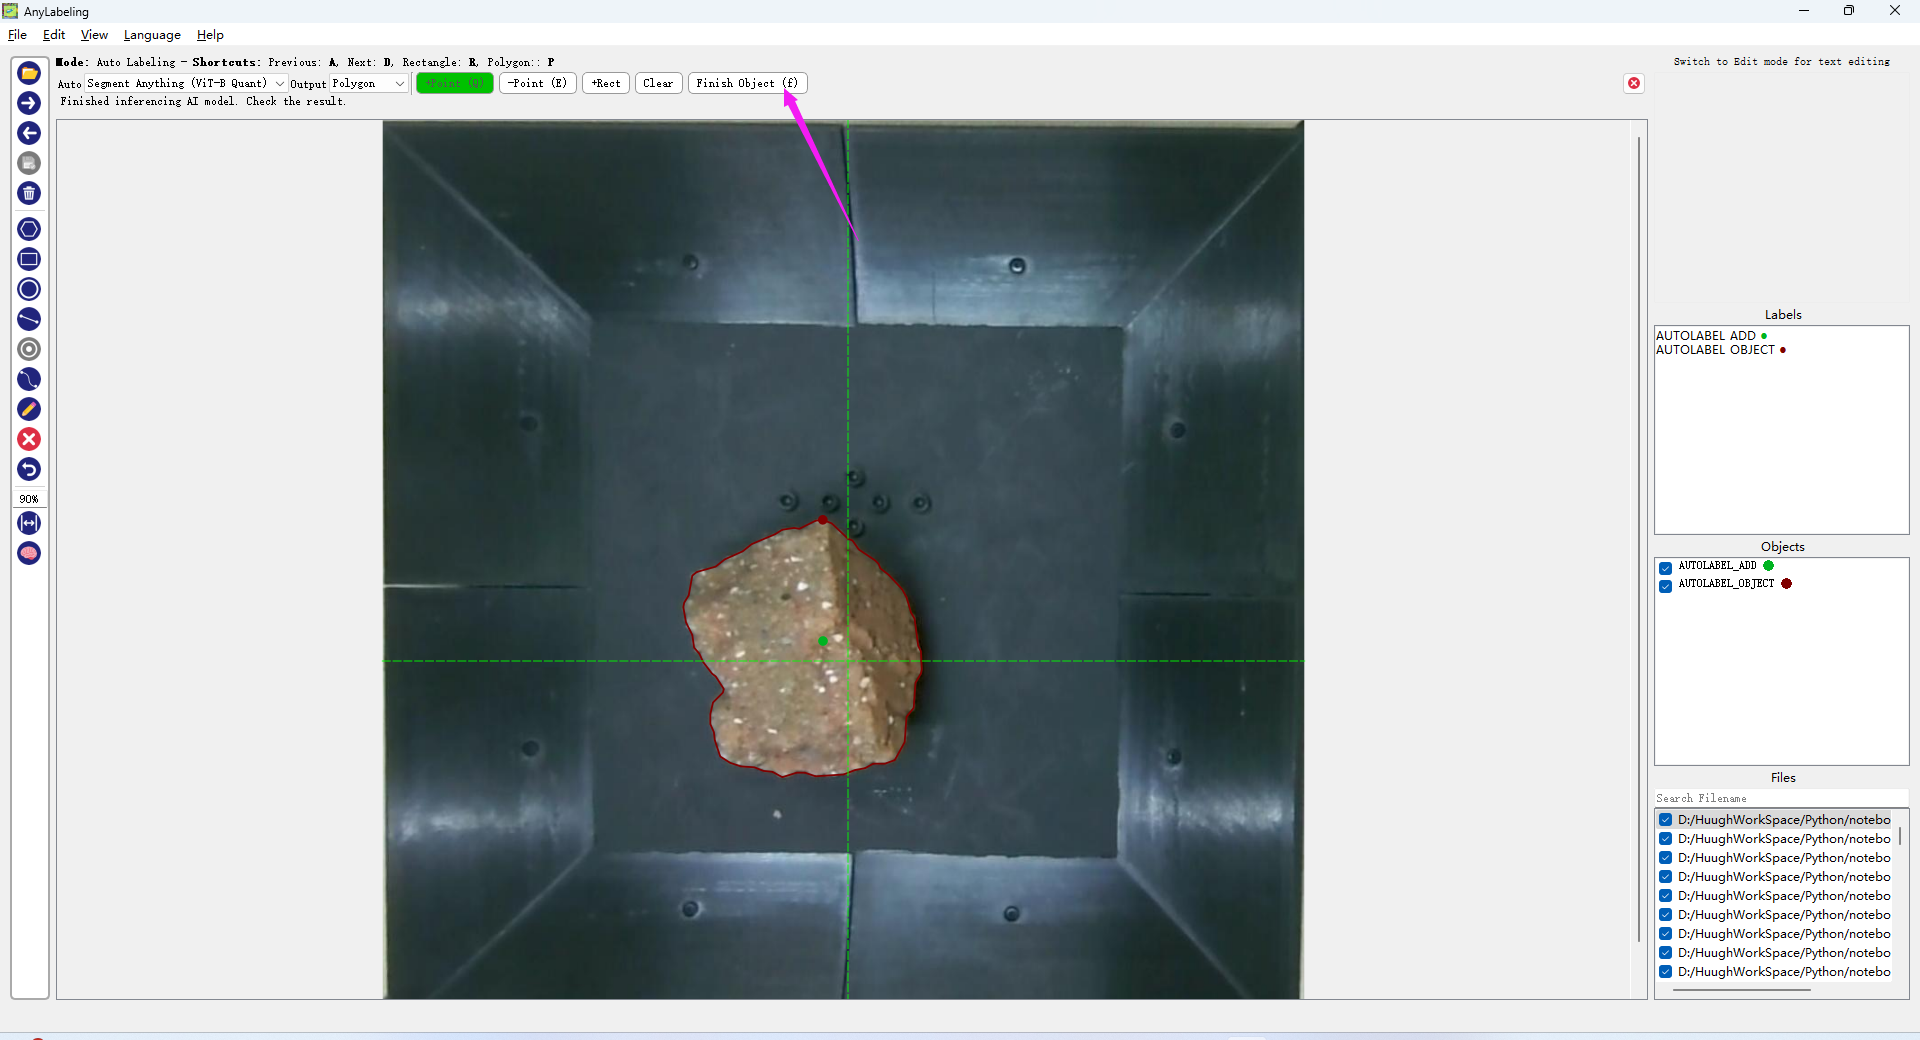 AnyLabeling
File Edit View Language Help
Mode: Auto Labeling - Shortcuts: Previous: A, Next: D, Rectangle: R, Polygon:: P
Switch to Edit mode for text editing
Auto Segment Anything (ViT-B Quant) Output Polygon +Point (Q) -Point (E) +Rect Clear Finish Object (f)
Finished inferencing AI model. Check the result.
90%
Labels
AUTOLABEL ADD
AUTOLABEL OBJECT
Objects
AUTOLABEL_ADD
AUTOLABEL_OBJECT
Files
Search Filename
D:/HuughWorkSpace/Python/notebo
D:/HuughWorkSpace/Python/notebo
D:/HuughWorkSpace/Python/notebo
D:/HuughWorkSpace/Python/notebo
D:/HuughWorkSpace/Python/notebo
D:/HuughWorkSpace/Python/notebo
D:/HuughWorkSpace/Python/notebo
D:/HuughWorkSpace/Python/notebo
D:/HuughWorkSpace/Python/notebo